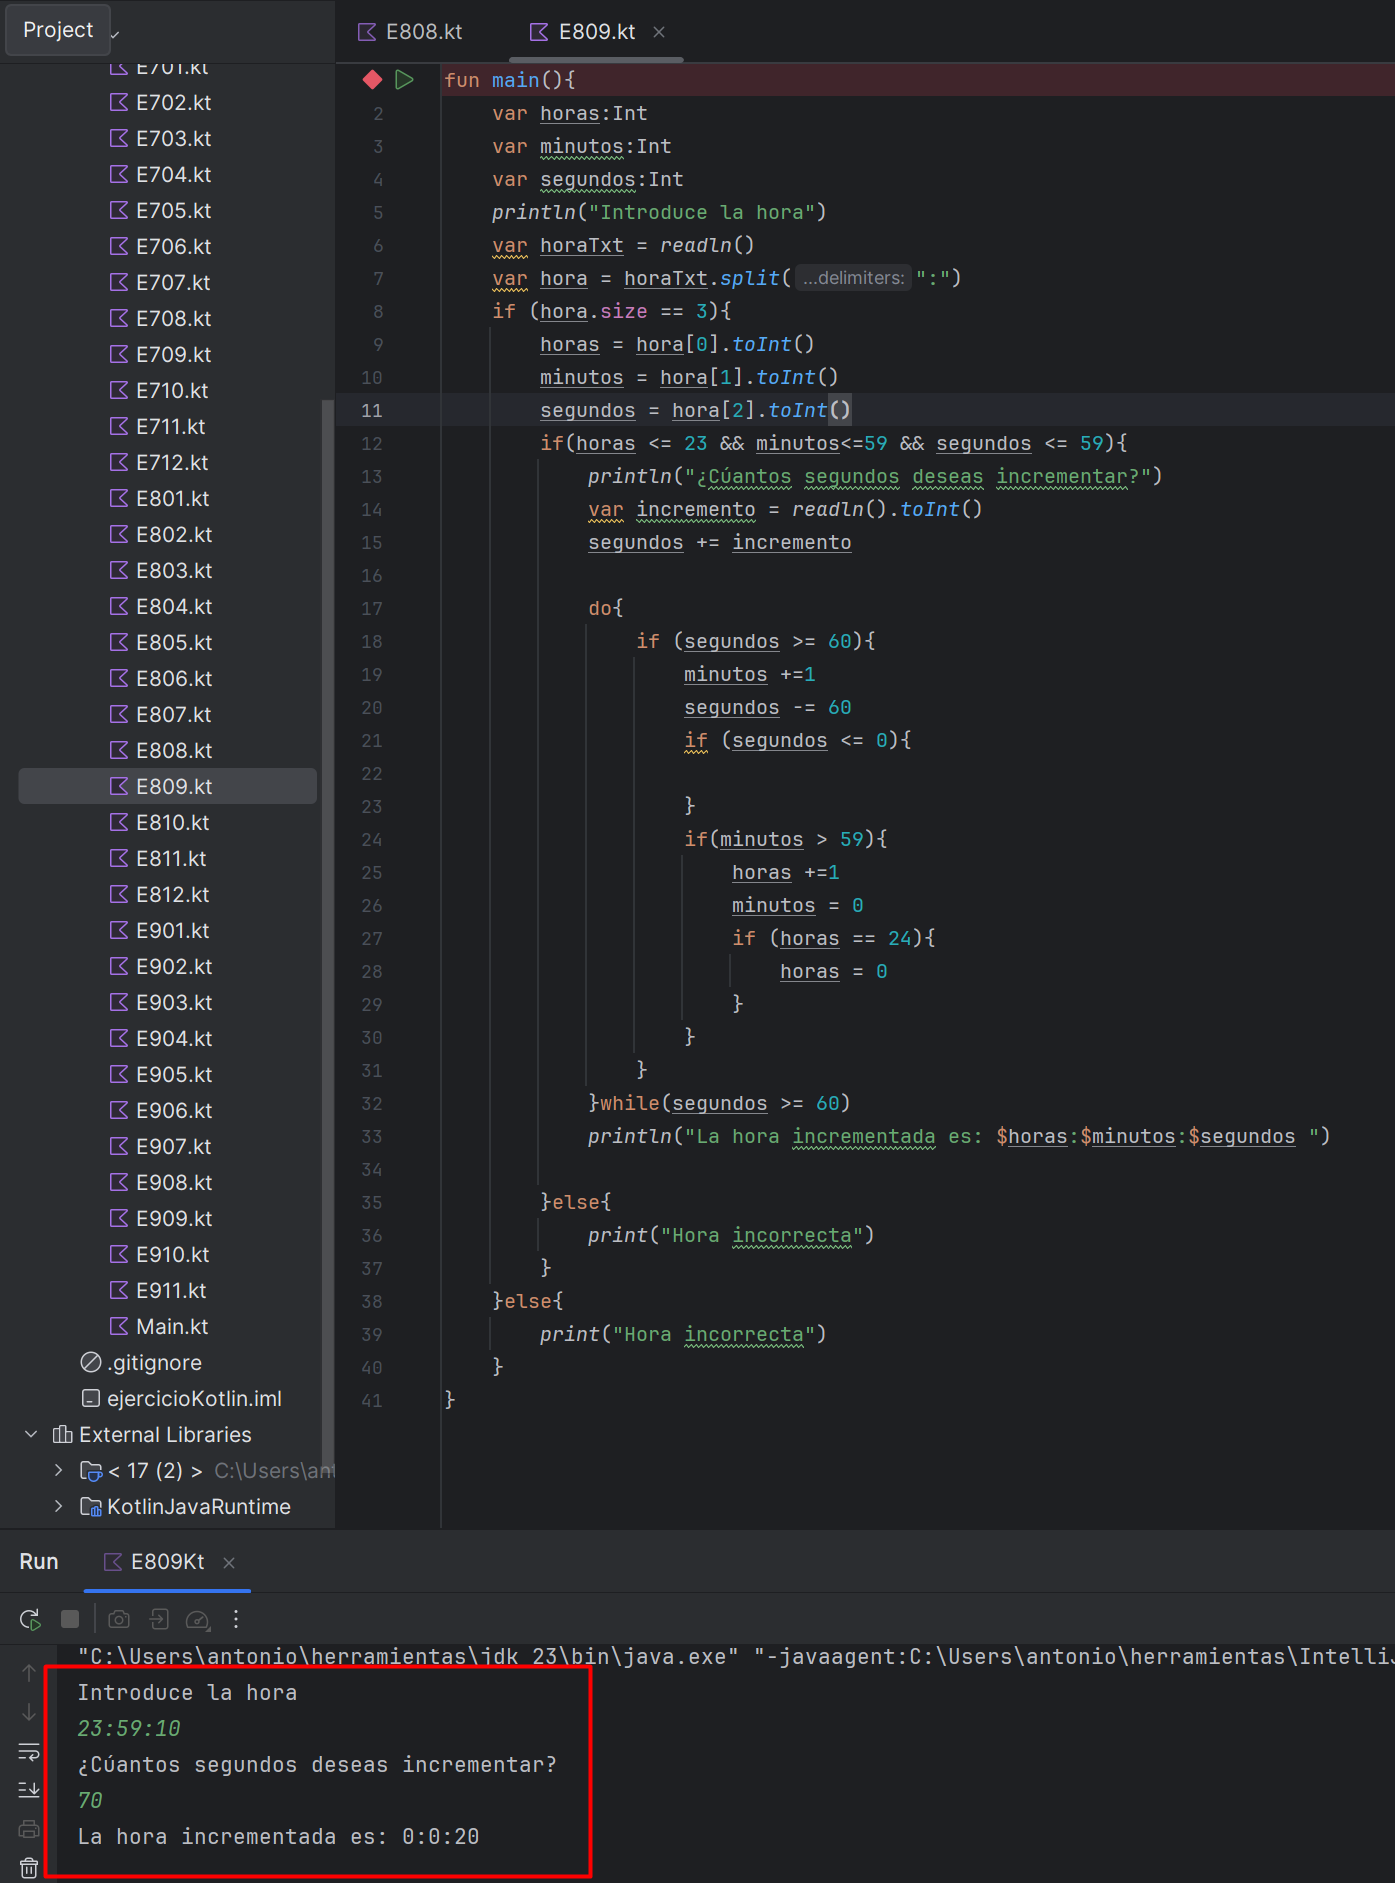 Project
E808.kt
E809.kt
E701.kt
E702.kt
E703.kt
E704.kt
E705.kt
E706.kt
E707.kt
E708.kt
E709.kt
E710.kt
E711.kt
E712.kt
E801.kt
E802.kt
E803.kt
E804.kt
E805.kt
E806.kt
E807.kt
E808.kt
E809.kt
E810.kt
E811.kt
E812.kt
E901.kt
E902.kt
E903.kt
E904.kt
E905.kt
E906.kt
E907.kt
E908.kt
E909.kt
E910.kt
E911.kt
Main.kt
.gitignore
ejercicioKotlin.iml
External Libraries
< 17 (2) > C:\Users\ant
KotlinJavaRuntime
fun main(){
2 var horas:Int
3 var minutos:Int
4 var segundos:Int
5 println("Introduce la hora")
6 var horaTxt = readln()
7 var hora = horaTxt.split( ...delimiters: ":")
8 if (hora.size == 3){
9 horas = hora[0].toInt()
10 minutos = hora[1].toInt()
11 segundos = hora[2].toInt()
12 if(horas <= 23 && minutos<=59 && segundos <= 59){
13 println("¿Cúantos segundos deseas incrementar?")
14 var incremento = readln().toInt()
15 segundos += incremento
16
17 do{
18 if (segundos >= 60){
19 minutos +=1
20 segundos -= 60
21 if (segundos <= 0){
22
23 }
24 if(minutos > 59){
25 horas +=1
26 minutos = 0
27 if (horas == 24){
28 horas = 0
29 }
30 }
31 }
32 }while(segundos >= 60)
33 println("La hora incrementada es: $horas:$minutos:$segundos ")
34
35 }else{
36 print("Hora incorrecta")
37 }
38 }else{
39 print("Hora incorrecta")
40 }
41 }
Run
E809Kt
"C:\Users\antonio\herramientas\jdk 23\bin\java.exe" "-javaagent:C:\Users\antonio\herramientas\IntelliJ
Introduce la hora
23:59:10
¿Cúantos segundos deseas incrementar?
70
La hora incrementada es: 0:0:20